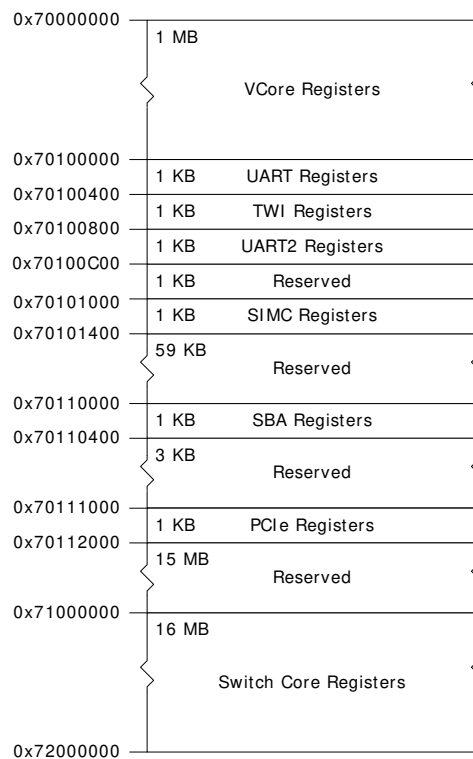 0x70000000
1 MB
VCore Registers
0x70100000
1 KB UART Registers
0x70100400
1 KB TWI Registers
0x70100800
1 KB UART2 Registers
0x70100C00
1 KB Reserved
0x70101000
1 KB SIMC Registers
0x70101400
59 KB
Reserved
0x70110000
1 KB SBA Registers
0x70110400
3 KB
Reserved
0x70111000
1 KB PCIe Registers
0x70112000
15 MB
Reserved
0x71000000
16 MB
Switch Core Registers
0x72000000